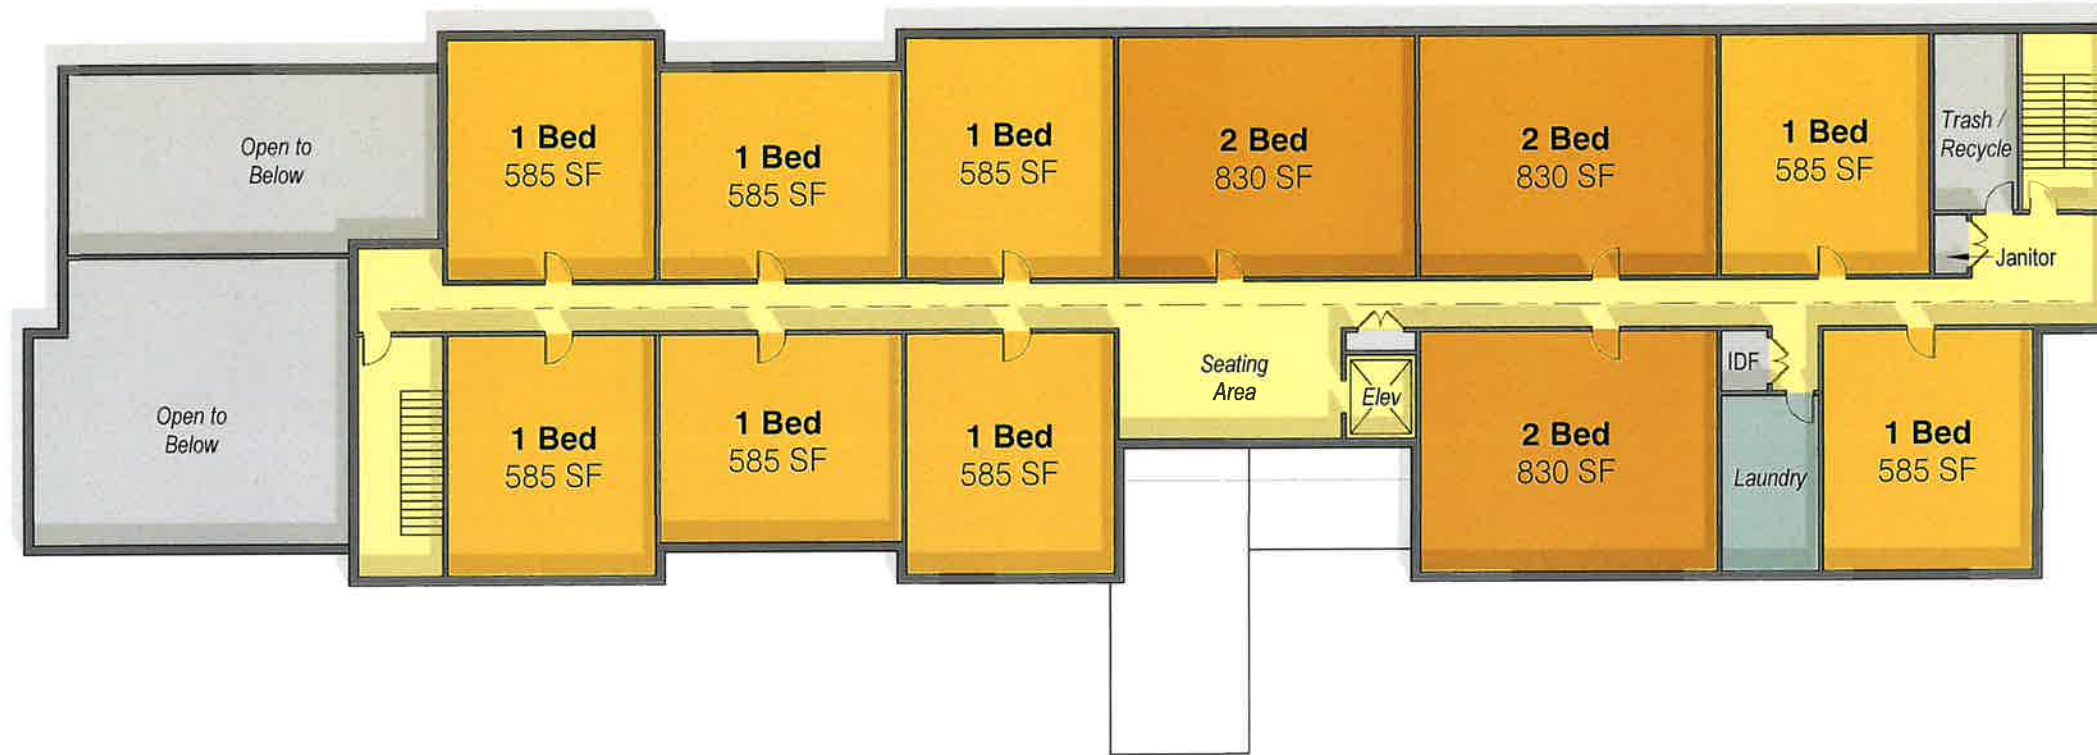 Open to
Below
1 Bed
585 SF
1 Bed
585 SF
1 Bed
585 SF
2 Bed
830 SF
2 Bed
830 SF
1 Bed
585 SF
Trash /
Recycle
Janitor
Open to
Below
1 Bed
585 SF
1 Bed
585 SF
1 Bed
585 SF
Seating
Area
Elev
2 Bed
830 SF
IDF
Laundry
1 Bed
585 SF